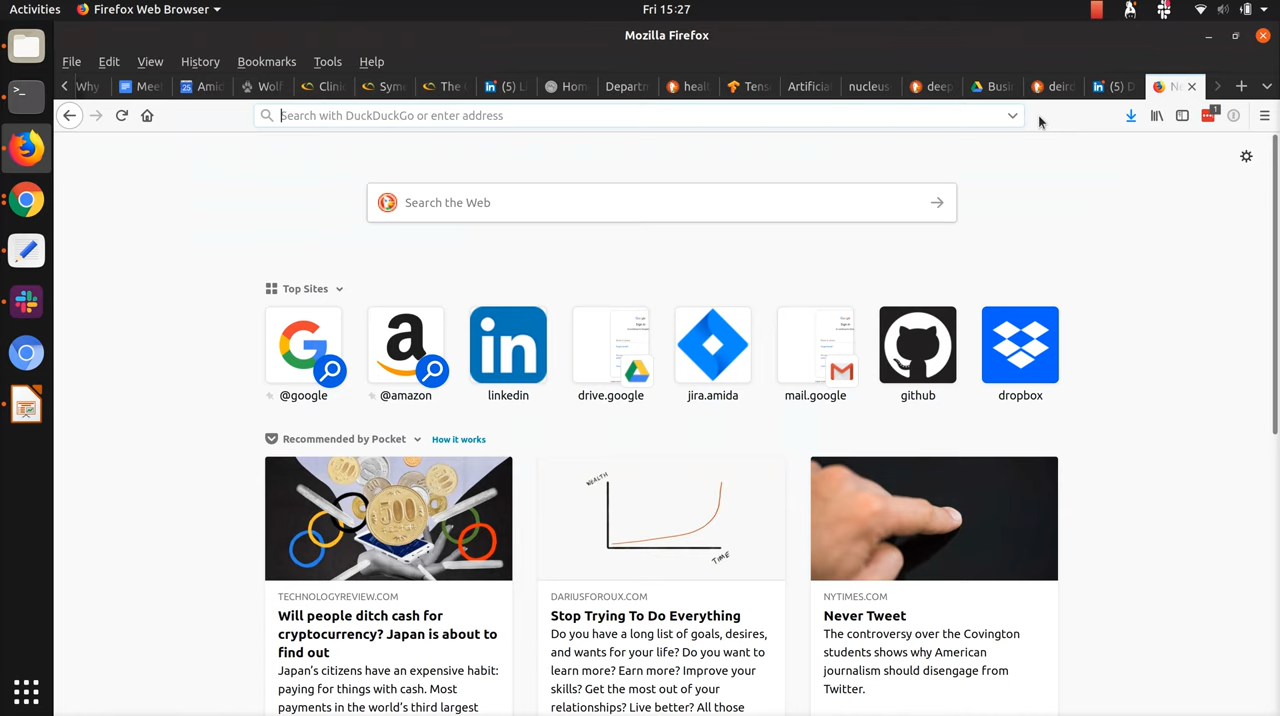 Activities Firefox Web Browser Fri 15:27
Mozilla Firefox
File Edit View History Bookmarks Tools Help
Why Meet Amid Wolf Clinic Syme The C (5) Li Hom Departm heal Tens Artificia nucleus deep Busi deird (5) D Ne
Search with DuckDuckGo or enter address
1
Search the Web
Top Sites
@google @amazon linkedin drive.google jira.amida mail.google github dropbox
Recommended by Pocket How it works
500
WEALTH
TIME
TECHNOLOGYREVIEW.COM
Will people ditch cash for
cryptocurrency? Japan is about to
find out
Japan's citizens have an expensive habit:
paying for things with cash. Most
payments in the world's third largest
DARIUSFOROUX.COM
Stop Trying To Do Everything
Do you have a long list of goals, desires,
and wants for your life? Do you want to
learn more? Earn more? Improve your
skills? Get the most out of your
relationships? Live better? All those
NYTIMES.COM
Never Tweet
The controversy over the Covington
students shows why American
journalism should disengage from
Twitter.